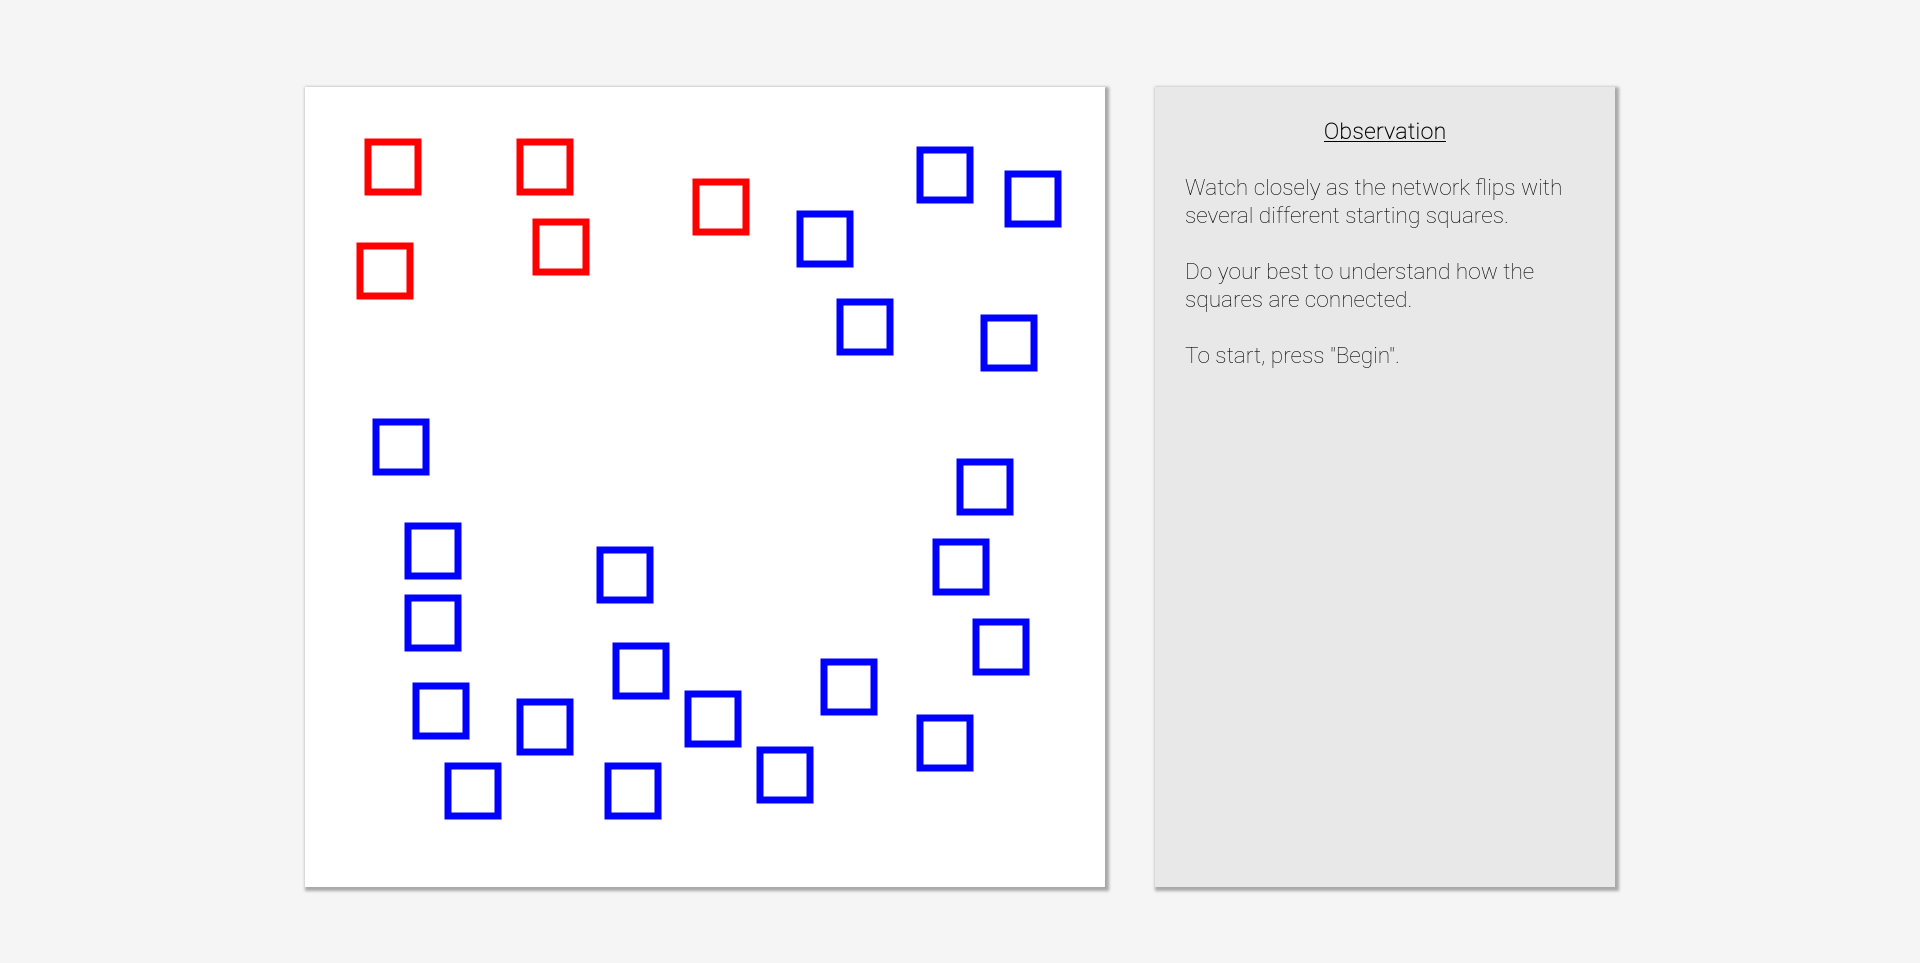 Observation
Watch closely as the network flips with
several different starting squares.
Do your best to understand how the
squares are connected.
To start, press "Begin".